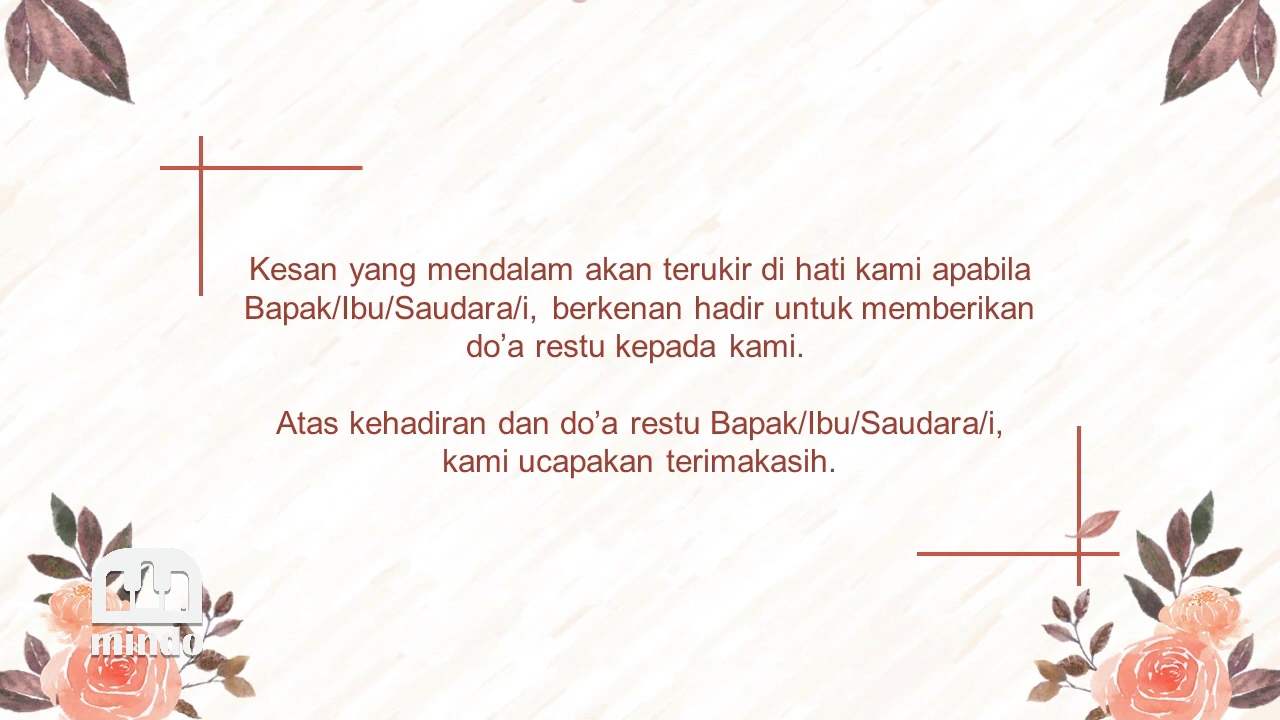 Kesan yang mendalam akan terukir di hati kami apabila
Bapak/Ibu/Saudara/i, berkenan hadir untuk memberikan
do’a restu kepada kami.
Atas kehadiran dan do’a restu Bapak/Ibu/Saudara/i,
kami ucapakan terimakasih.
mindo